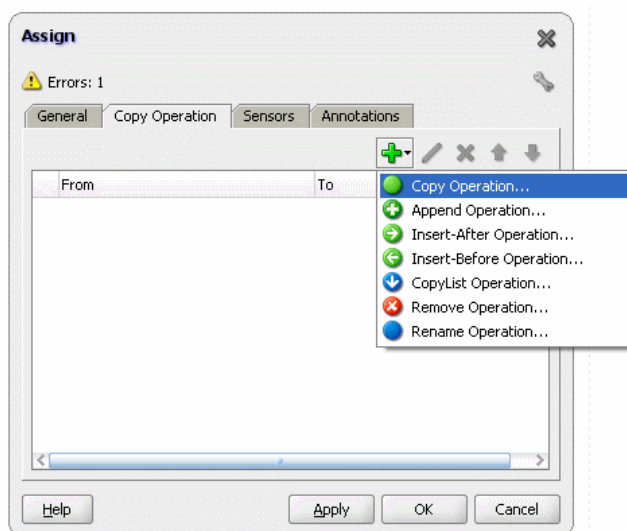 Assign
Errors: 1
General Copy Operation Sensors Annotations
From To
Copy Operation...
Append Operation...
Insert-After Operation...
Insert-Before Operation...
CopyList Operation...
Remove Operation...
Rename Operation...
Help Apply OK Cancel